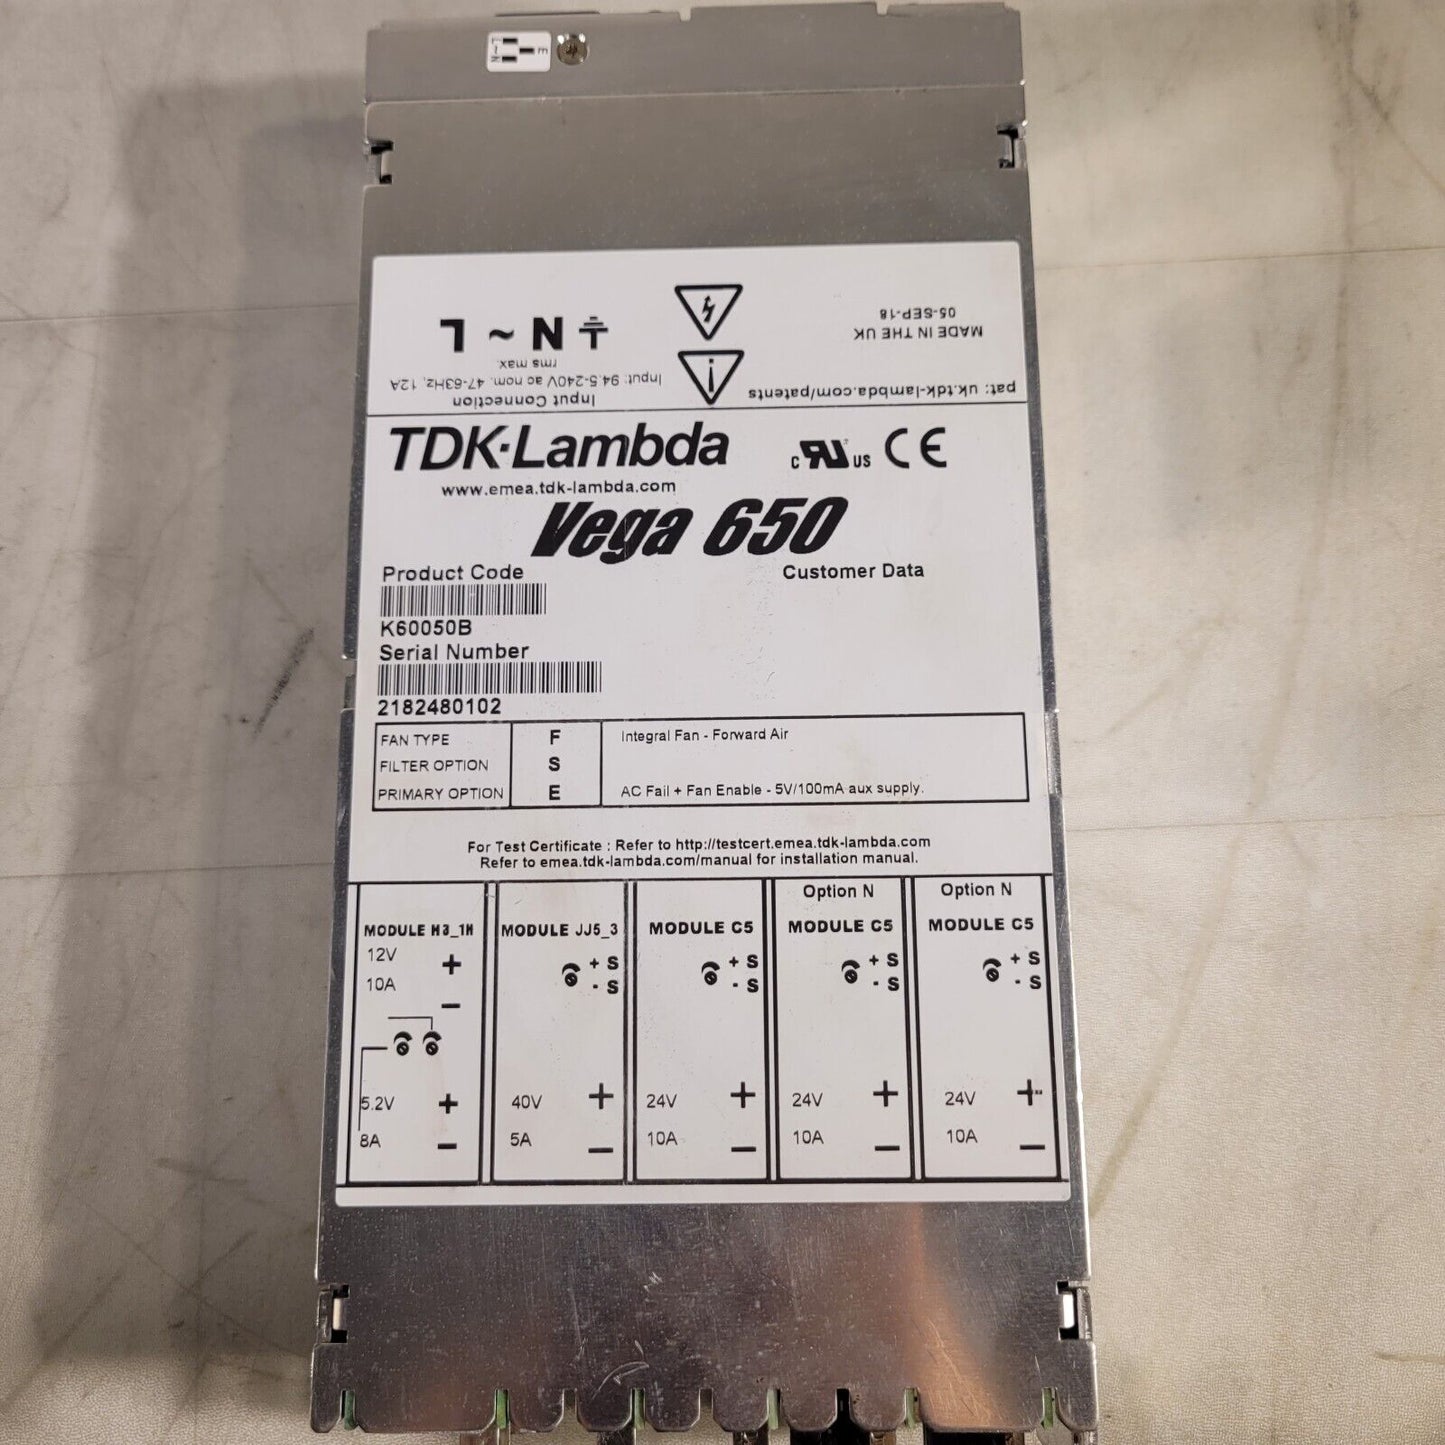 L ~ N E
MADE IN THE UK
05-SEP-18
pat: uk.tdk-lambda.com/patents
Input Connection
Input: 94.5-240V ac nom. 47-63Hz, 12A
rms max.
L ~ N
TDK·Lambda
c RU US CE
www.emea.tdk-lambda.com
Vega 650
Product Code
Customer Data
K60050B
Serial Number
2182480102
FAN TYPE F Integral Fan - Forward Air
FILTER OPTION S
PRIMARY OPTION E AC Fail + Fan Enable - 5V/100mA aux supply.
For Test Certificate : Refer to http://testcert.emea.tdk-lambda.com
Refer to emea.tdk-lambda.com/manual for installation manual.
MODULE H3_1H
12V +
10A
−
5.2V +
8A −
MODULE JJ5_3
+ S
- S
40V +
5A −
MODULE C5
+ S
- S
24V +
10A −
Option N
MODULE C5
+ S
- S
24V +
10A −
Option N
MODULE C5
+ S
- S
24V +
10A −